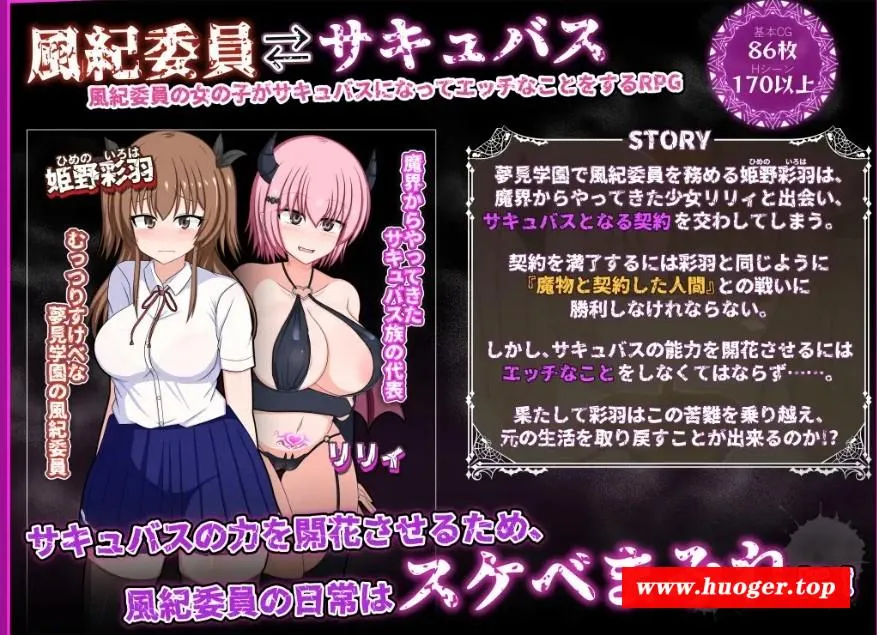 風紀委員⇄サキュバス
風紀委員の女の子がサキュバスになってエッチなことをするRPG
基本CG
86枚
Hシーン
170以上
ひめの いろは
姫野彩羽
むっつりすけべな
夢見学園の風紀委員
魔界からやってきた
サキュバス族の代表
リリィ
STORY
ひめの いろは
夢見学園で風紀委員を務める姫野彩羽は、
魔界からやってきた少女リリィと出会い、
サキュバスとなる契約を交わしてしまう。
契約を満了するには彩羽と同じように
『魔物と契約した人間』との戦いに
勝利しなければならない。
しかし、サキュバスの能力を開花させるには
エッチなことをしなくてはならず……。
果たして彩羽はこの苦難を乗り越え、
元の生活を取り戻すことが出来るのか!?
サキュバスの力を開花させるため、
風紀委員の日常はスケベま
www.huoger.top